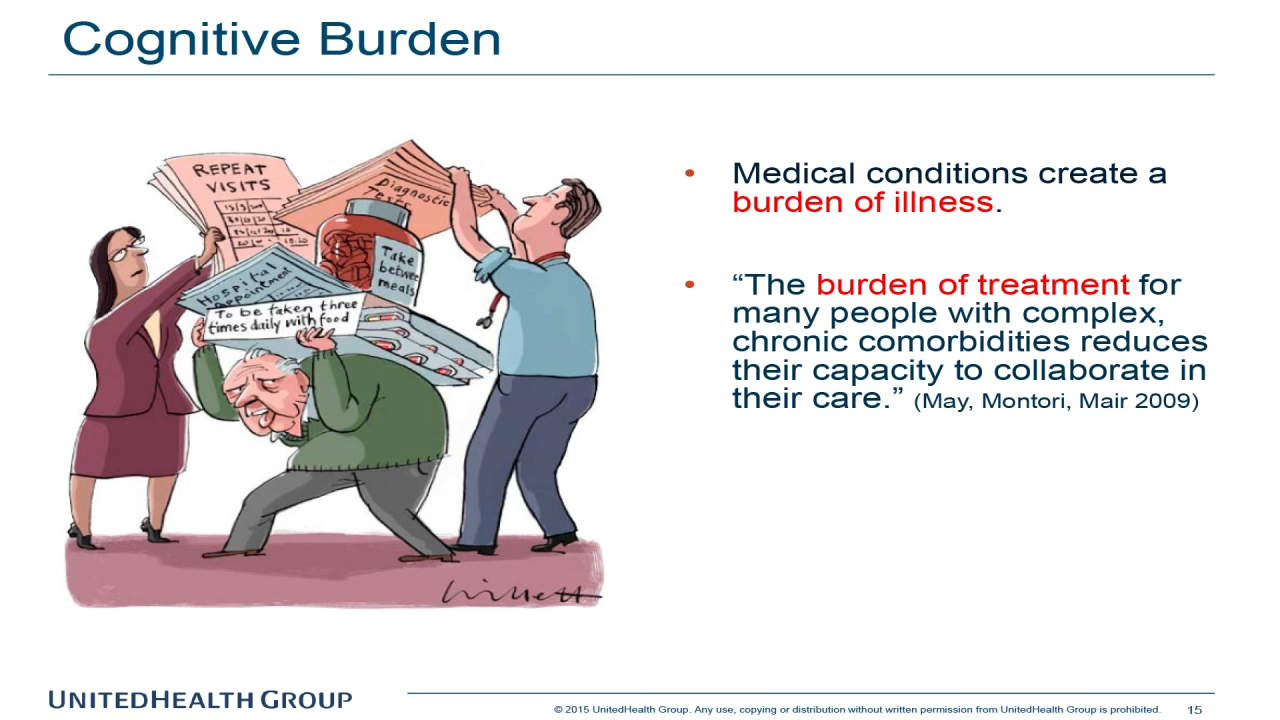 Cognitive Burden
REPEAT
VISITS
Diagnostic
Tests
Take
between
meals
Hospital
Appointment
To be taken three
times daily with food
• Medical conditions create a
burden of illness.
• “The burden of treatment for
many people with complex,
chronic comorbidities reduces
their capacity to collaborate in
their care.” (May, Montori, Mair 2009)
UNITEDHEALTH GROUP
© 2015 UnitedHealth Group. Any use, copying or distribution without written permission from UnitedHealth Group is prohibited.
15